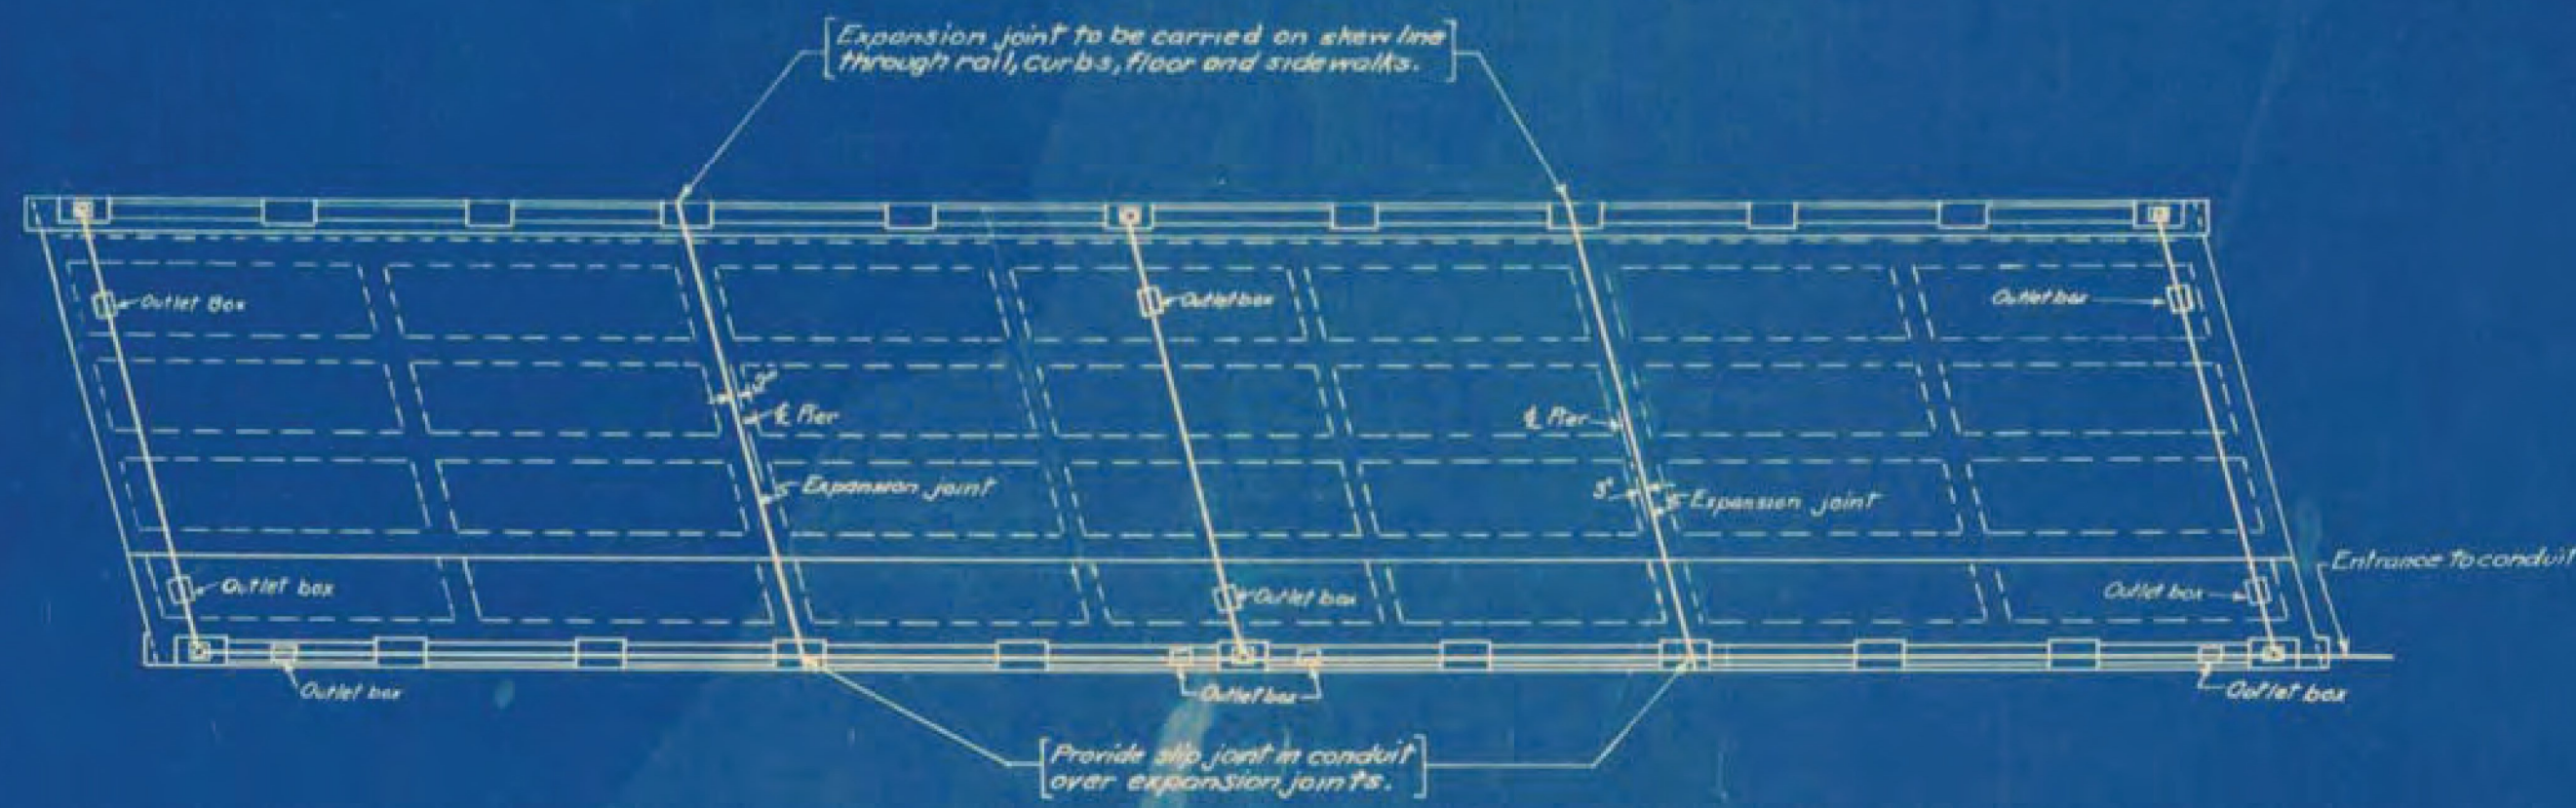 Expansion joint to be carried on skew line
through rail, curbs, floor and sidewalks.
Outlet Box
Outlet box
Outlet box
3"
℄ Pier
℄ Pier
Expansion joint
3"
Expansion joint
Entrance to conduit
Outlet box
Outlet box
Outlet box
Outlet box
Outlet box
Outlet box
Provide slip joint in conduit
over expansion joints.